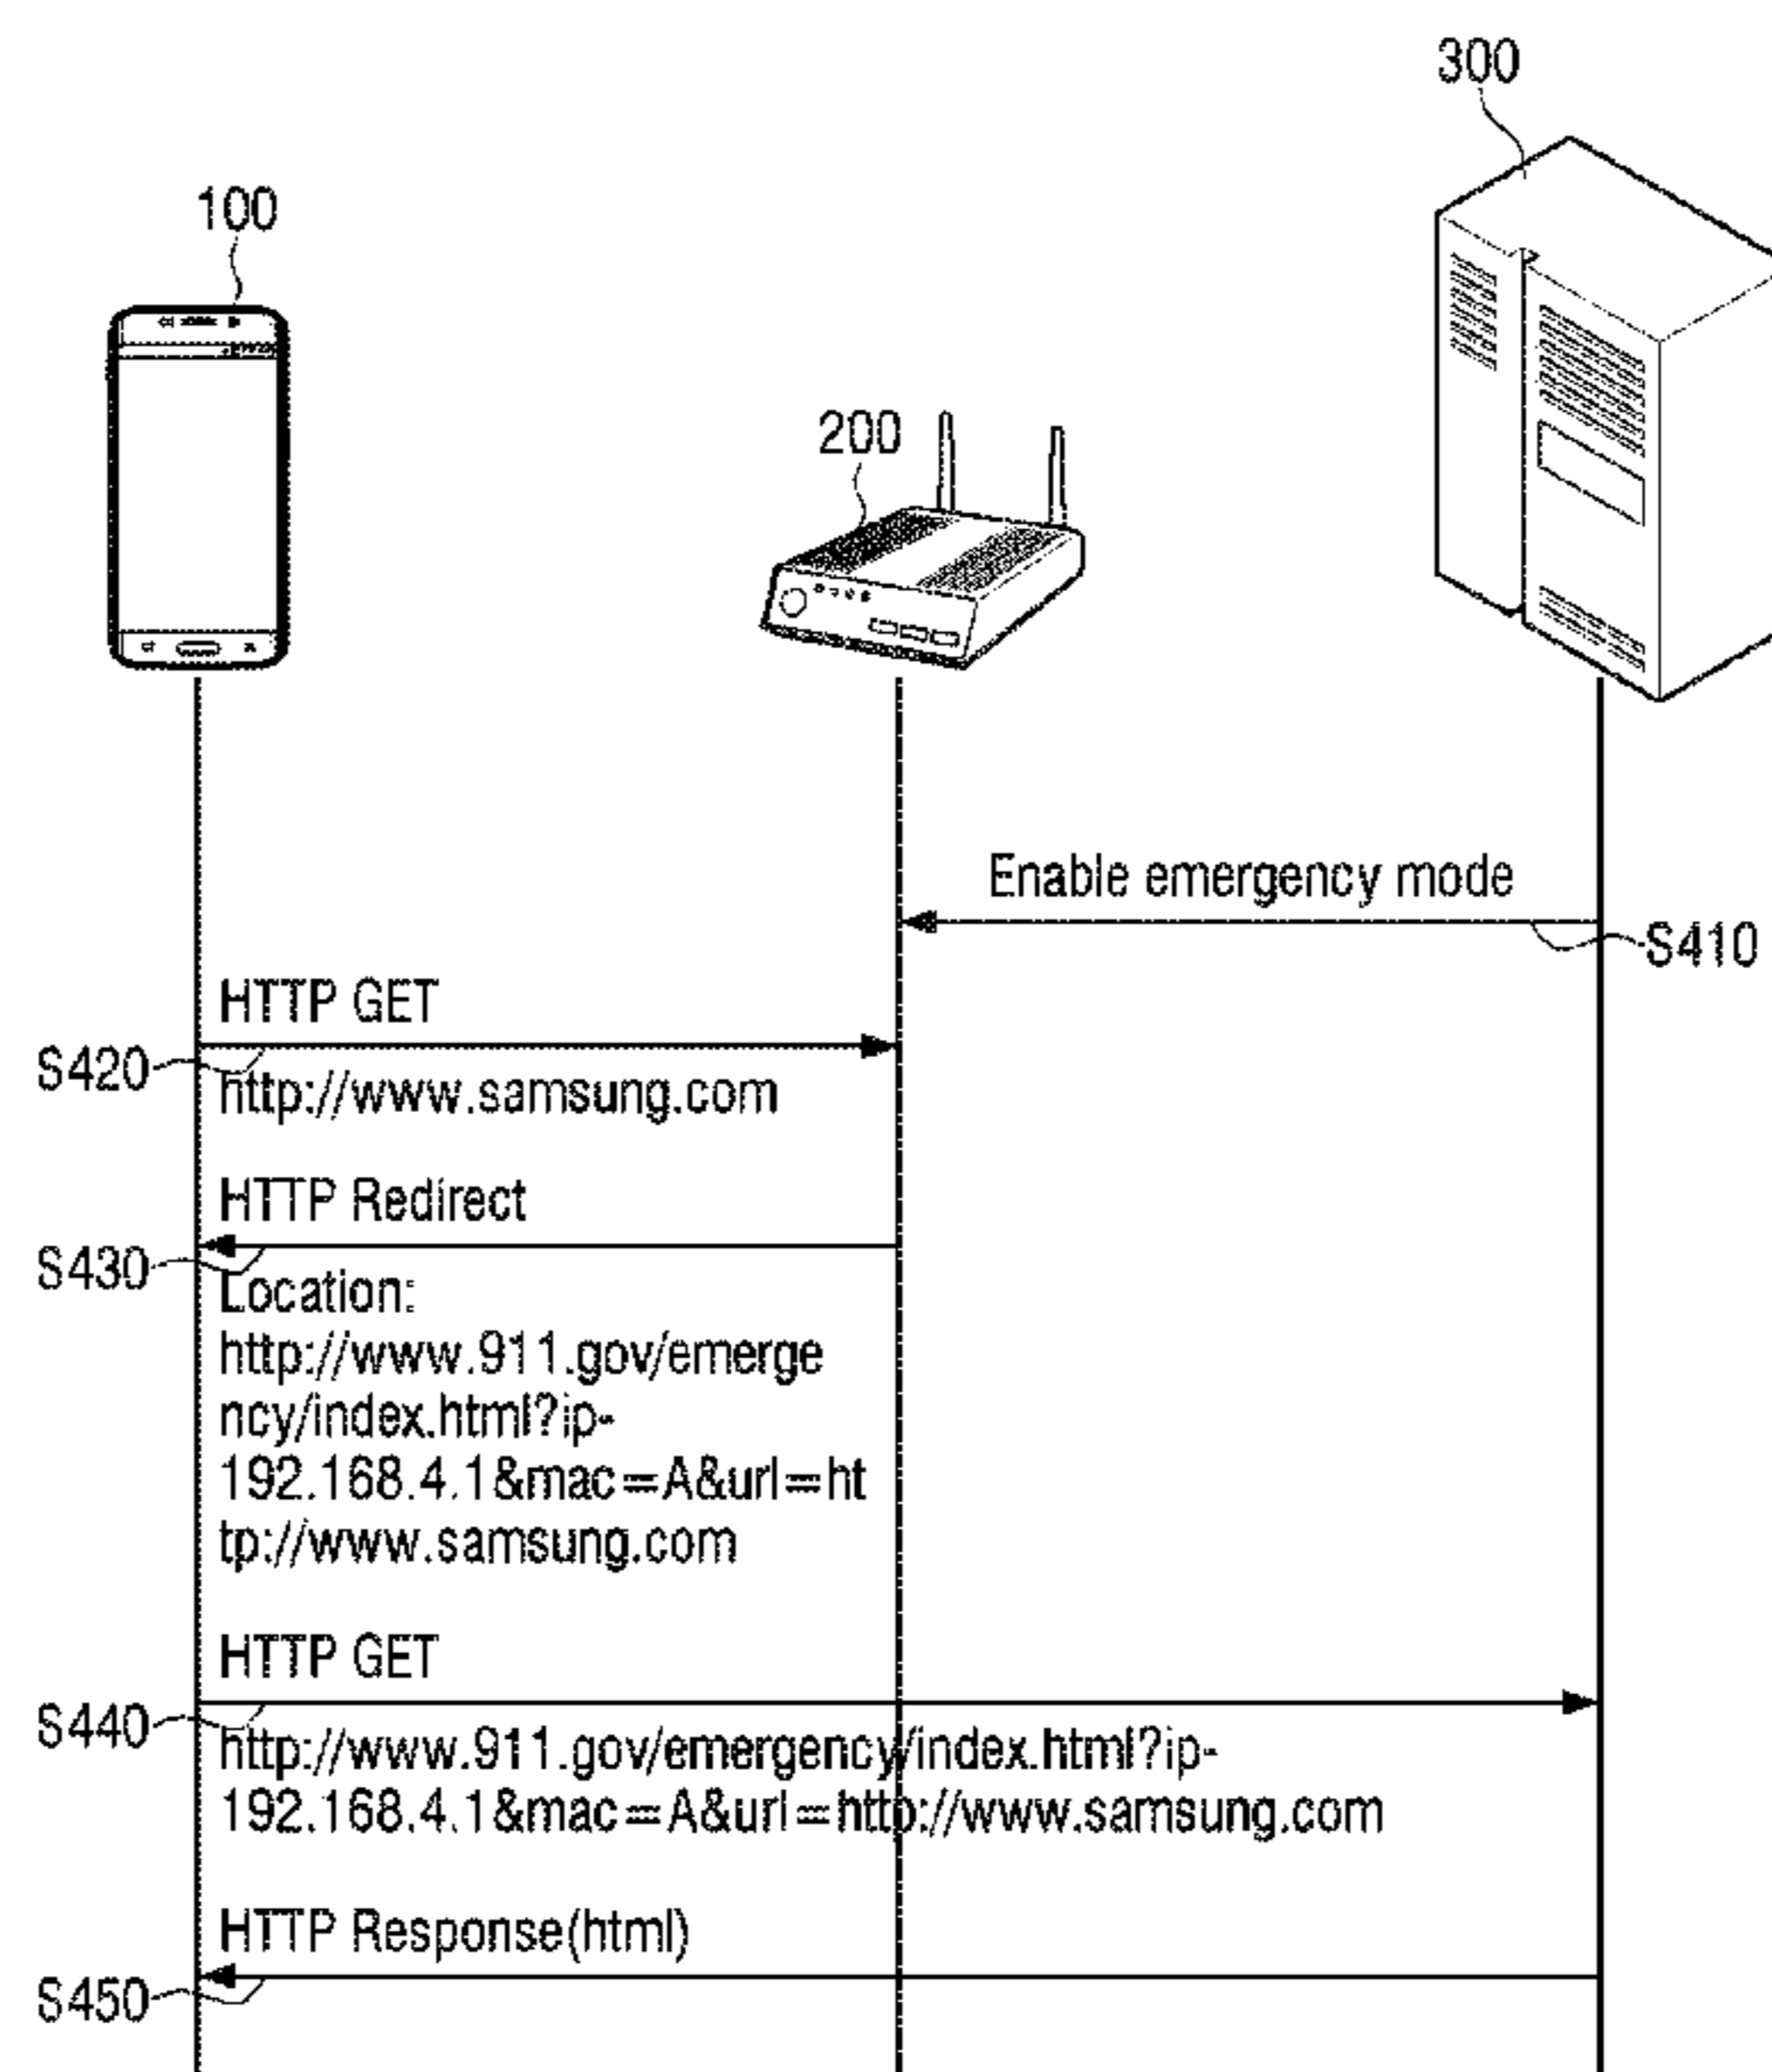 300
100
200
Enable emergency mode
S410
HTTP GET
S420
http://www.samsung.com
HTTP Redirect
S430
Location:
http://www.911.gov/emerge
ncy/index.html?ip-
192.168.4.1&mac=A&url=ht
tp://www.samsung.com
HTTP GET
S440
http://www.911.gov/emergency/index.html?ip-
192.168.4.1&mac=A&url=http://www.samsung.com
HTTP Response(html)
S450